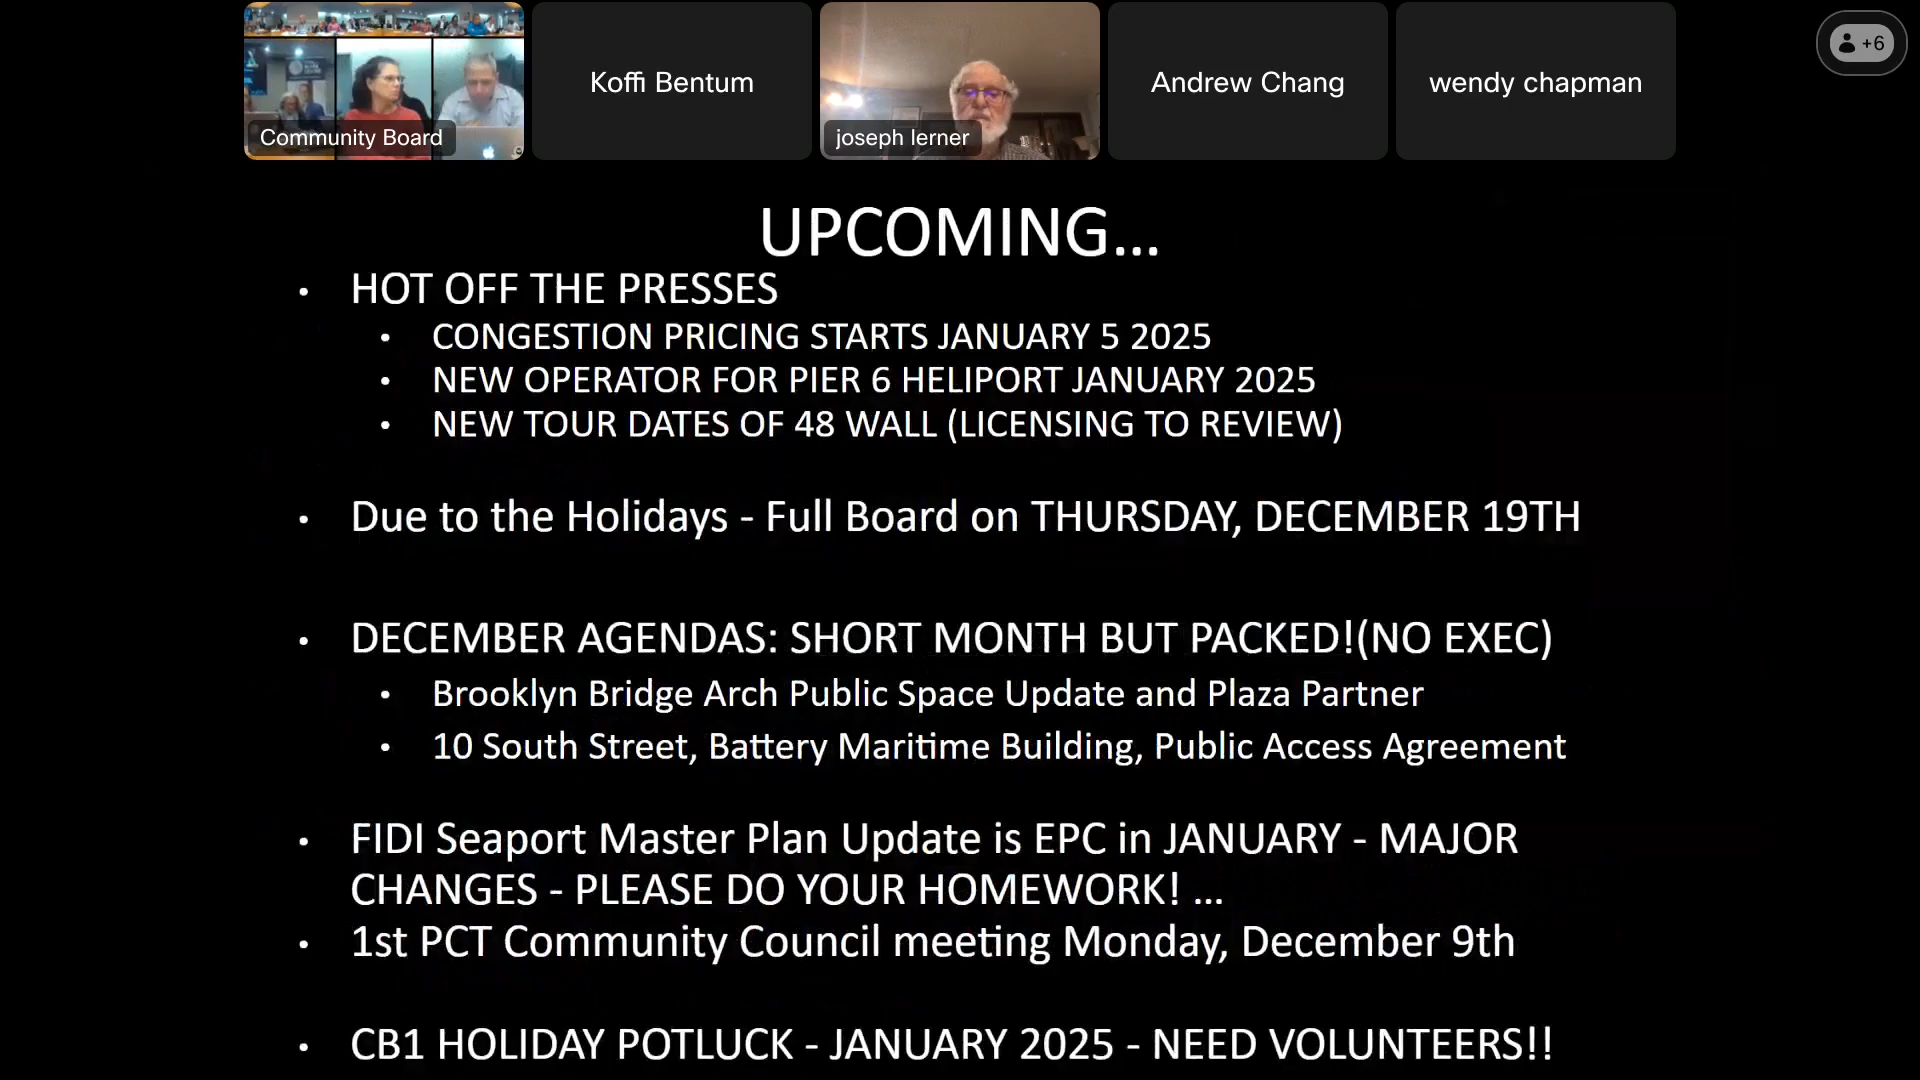 Community Board
Koffi Bentum
joseph lerner
Andrew Chang
wendy chapman
+6
UPCOMING...
• HOT OFF THE PRESSES
• CONGESTION PRICING STARTS JANUARY 5 2025
• NEW OPERATOR FOR PIER 6 HELIPORT JANUARY 2025
• NEW TOUR DATES OF 48 WALL (LICENSING TO REVIEW)
• Due to the Holidays - Full Board on THURSDAY, DECEMBER 19TH
• DECEMBER AGENDAS: SHORT MONTH BUT PACKED!(NO EXEC)
• Brooklyn Bridge Arch Public Space Update and Plaza Partner
• 10 South Street, Battery Maritime Building, Public Access Agreement
• FIDI Seaport Master Plan Update is EPC in JANUARY - MAJOR
CHANGES - PLEASE DO YOUR HOMEWORK! ...
• 1st PCT Community Council meeting Monday, December 9th
• CB1 HOLIDAY POTLUCK - JANUARY 2025 - NEED VOLUNTEERS!!